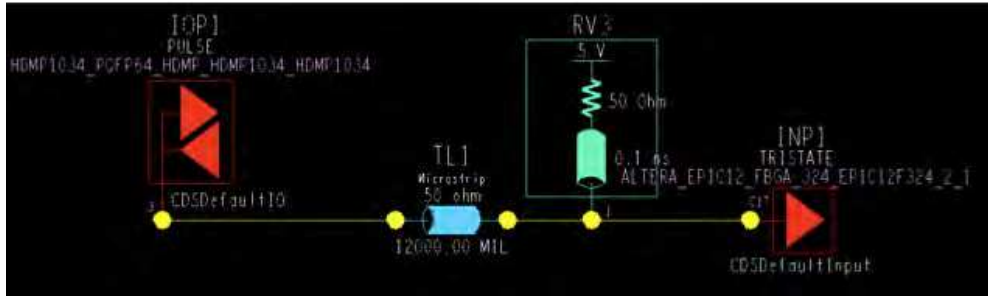 IOP1
PULSE
HDMP1034_PQFP64_HDMP_HDMP1034_HDMP1034
CDSDefaultIO
3
TL1
Microstrip
50 ohm
12000.00 MIL
RV3
5 V
50 Ohm
0.1 ns
1
INP1
TRISTATE
ALTERA_EP1C12_FBGA_324_EP1C12F324_2_1
CDSDefaultInput